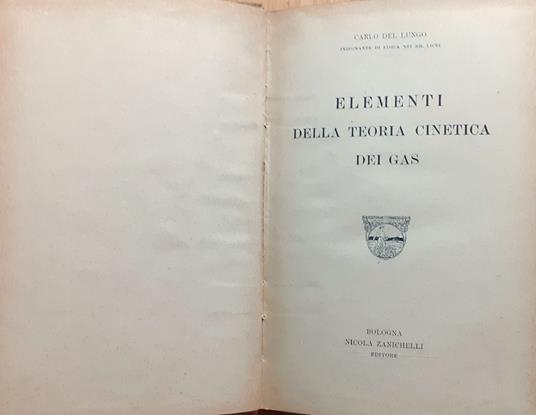 CARLO DEL LUNGO
INSEGNANTE DI FISICA NEI RR. LICEI
ELEMENTI
DELLA TEORIA CINETICA
DEI GAS
BOLOGNA
NICOLA ZANICHELLI
EDITORE